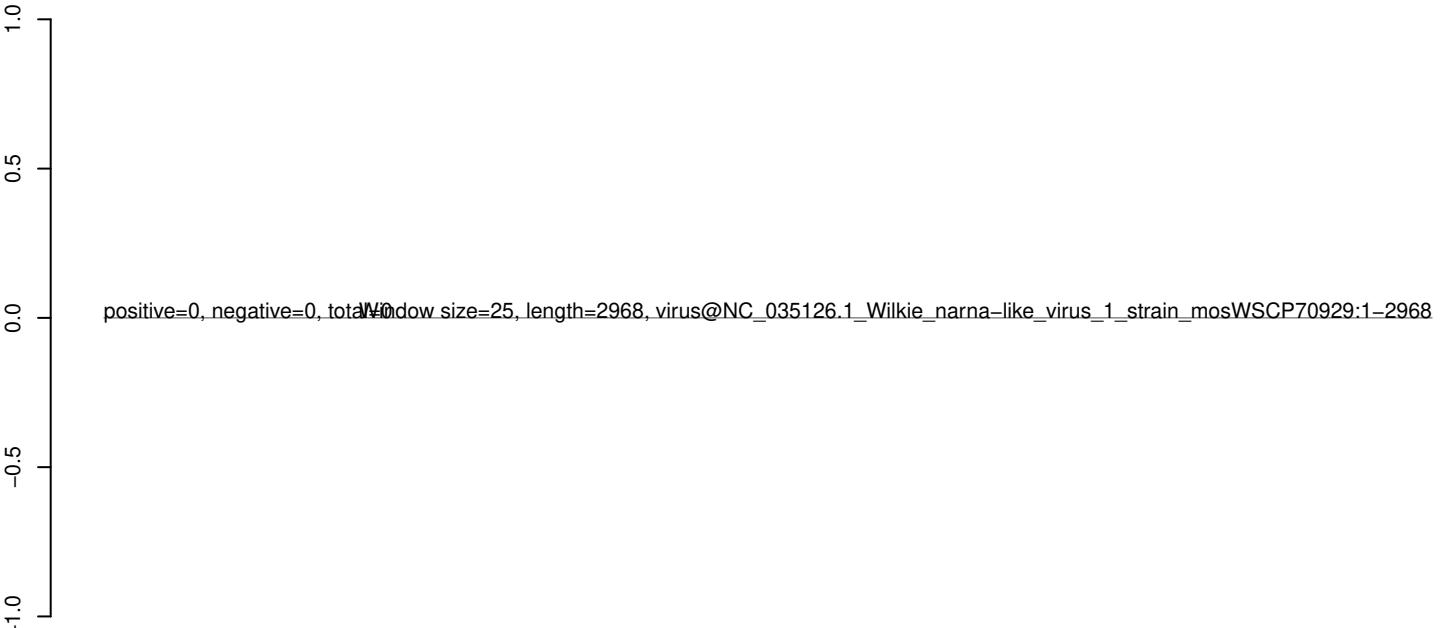 1.0
0.5
0.0
−0.5
−1.0
positive=0, negative=0, total=0
Window size=25, length=2968, virus@NC_035126.1_Wilkie_narna−like_virus_1_strain_mosWSCP70929:1−2968